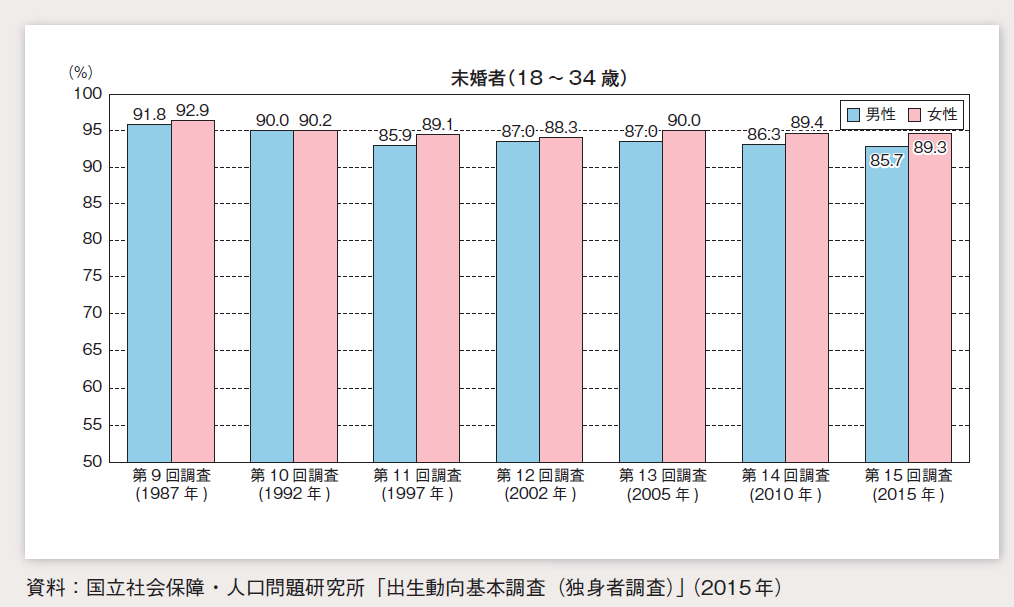 (%)
未婚者(18～34歳)
男性 女性
100
95
90
85
80
75
70
65
60
55
50
91.8 92.9
90.0 90.2
85.9 89.1
87.0 88.3
87.0 90.0
86.3 89.4
85.7 89.3
第9回調査
(1987年)
第10回調査
(1992年)
第11回調査
(1997年)
第12回調査
(2002年)
第13回調査
(2005年)
第14回調査
(2010年)
第15回調査
(2015年)
資料：国立社会保障・人口問題研究所「出生動向基本調査（独身者調査）」（2015年）